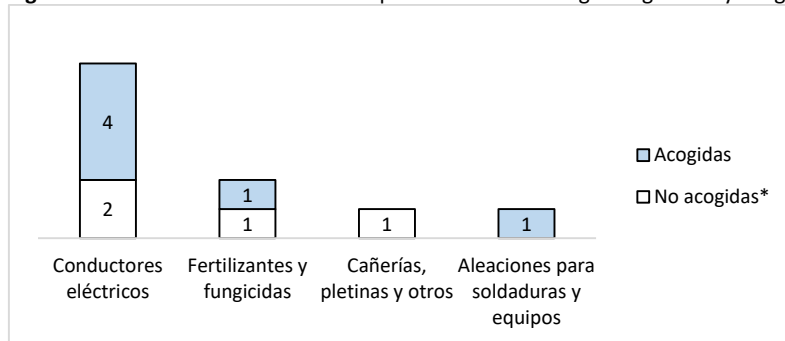 4
2
1
1
1
1
Acogidas
No acogidas*
Conductores eléctricos
Fertilizantes y fungicidas
Cañerías, pletinas y otros
Aleaciones para soldaduras y equipos